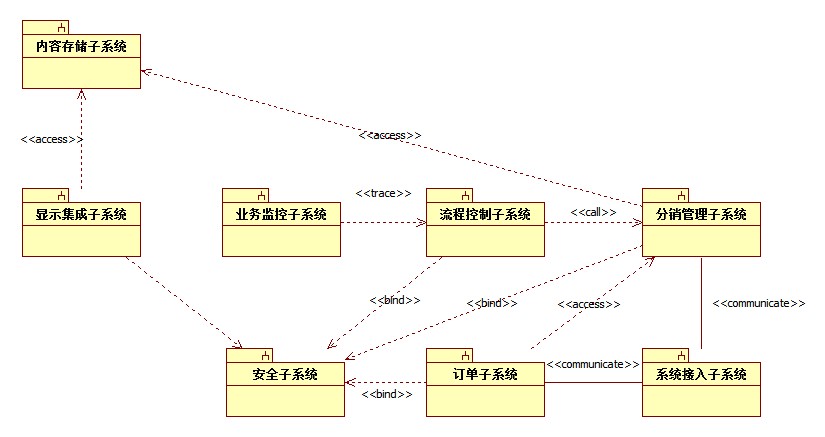 内容存储子系统
<<access>>
<<access>>
<<trace>>
显示集成子系统
业务监控子系统
流程控制子系统
<<call>>
分销管理子系统
<<bind>>
<<bind>>
<<access>>
<<communicate>>
<<communicate>>
安全子系统
<<bind>>
订单子系统
系统接入子系统